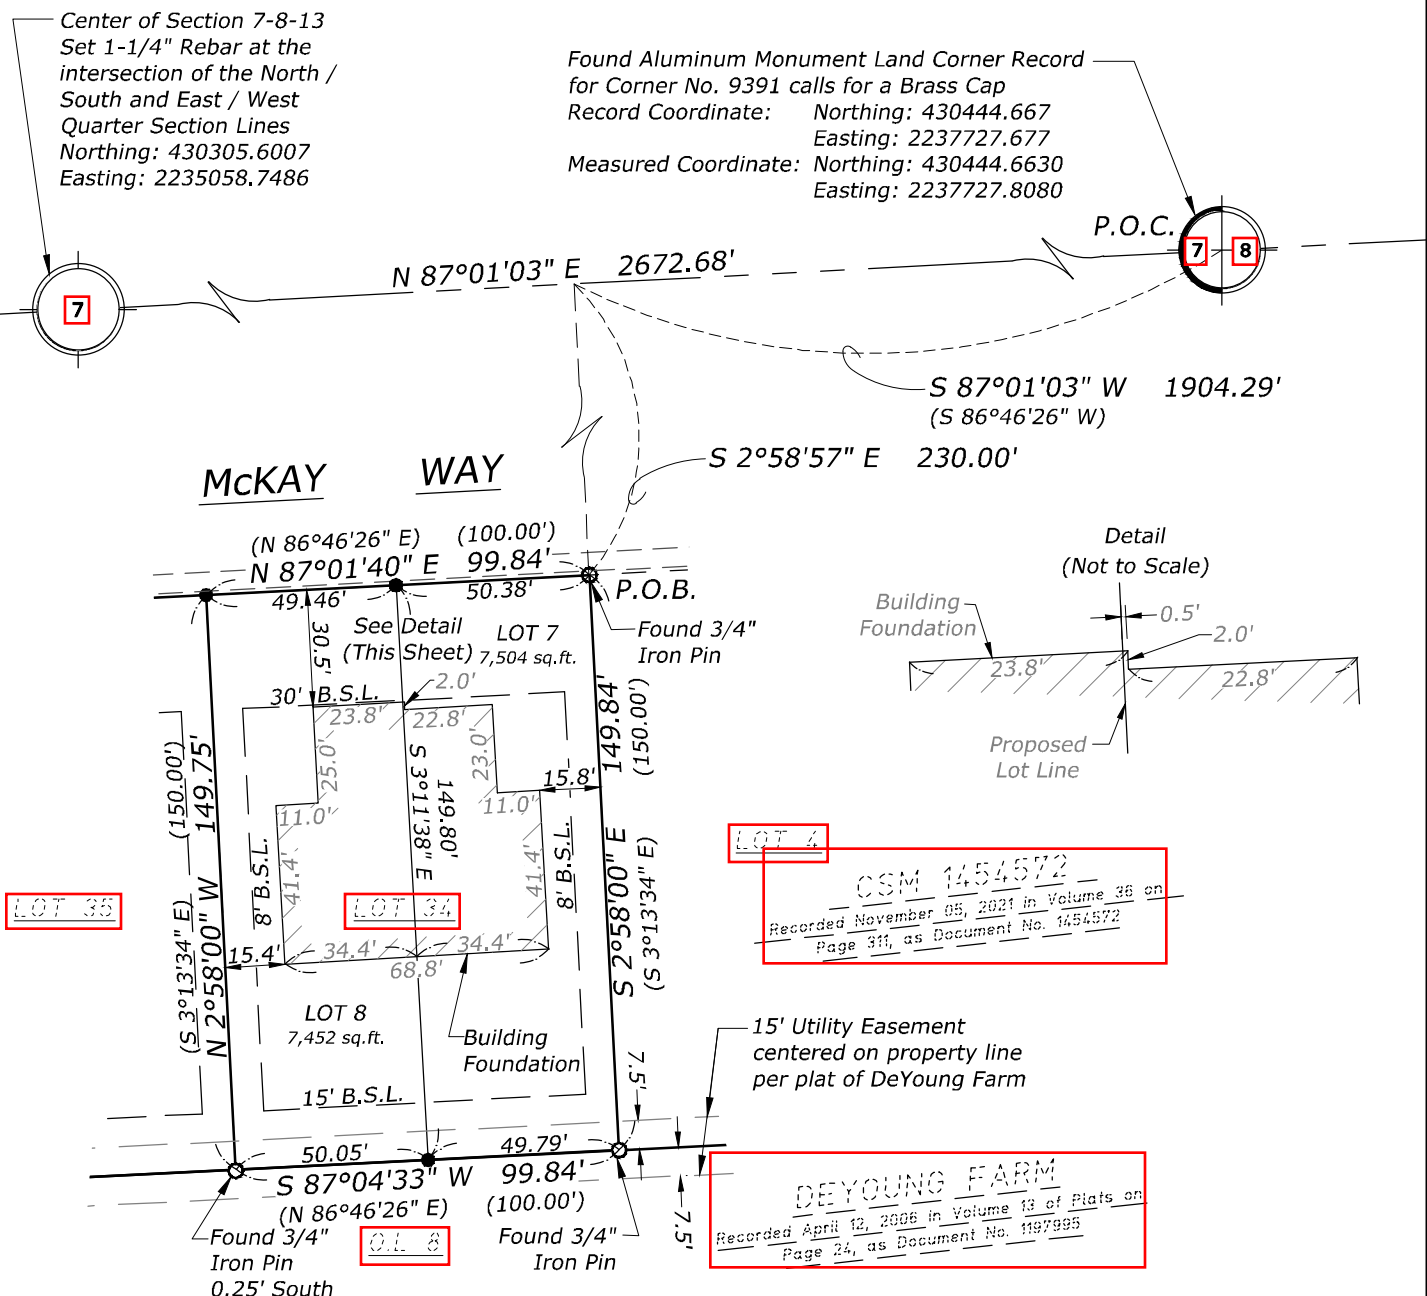 Center of Section 7-8-13
Set 1-1/4" Rebar at the
intersection of the North /
South and East / West
Quarter Section Lines
Northing: 430305.6007
Easting: 2235058.7486
Found Aluminum Monument Land Corner Record
for Corner No. 9391 calls for a Brass Cap
Record Coordinate: Northing: 430444.667
Easting: 2237727.677
Measured Coordinate: Northing: 430444.6630
Easting: 2237727.8080
P.O.C.
7 8
7
N 87°01'03" E 2672.68'
S 87°01'03" W 1904.29'
(S 86°46'26" W)
S 2°58'57" E 230.00'
McKAY WAY
(N 86°46'26" E) (100.00')
N 87°01'40" E 99.84'
49.46' 50.38'
P.O.B.
Found 3/4"
Iron Pin
See Detail
(This Sheet)
LOT 7
7,504 sq.ft.
30.5'
30' B.S.L.
2.0'
23.8' 22.8'
25.0'
23.0'
11.0' 11.0'
15.8'
149.84'
(150.00')
S 2°58'00" E
(S 3°13'34" E)
149.80'
S 3°11'38" E
(150.00')
149.75'
(S 3°13'34" E)
N 2°58'00" W
8' B.S.L.
41.4'
41.4'
8' B.S.L.
LOT 35
LOT 34
15.4'
34.4' 34.4'
68.8'
LOT 8
7,452 sq.ft.
Building
Foundation
15' B.S.L.
7.5'
50.05' 49.79'
S 87°04'33" W 99.84'
(N 86°46'26" E) (100.00')
Found 3/4"
Iron Pin
0.25' South
O.L 8
Found 3/4"
Iron Pin
7.5'
Detail
(Not to Scale)
Building
Foundation
0.5'
2.0'
23.8'
22.8'
Proposed
Lot Line
LOT 4
CSM 1454572
Recorded November 05, 2021 in Volume 36 on
Page 311, as Document No. 1454572
15' Utility Easement
centered on property line
per plat of DeYoung Farm
DEYOUNG FARM
Recorded April 12, 2006 in Volume 13 of Plats on
Page 24, as Document No. 1197995